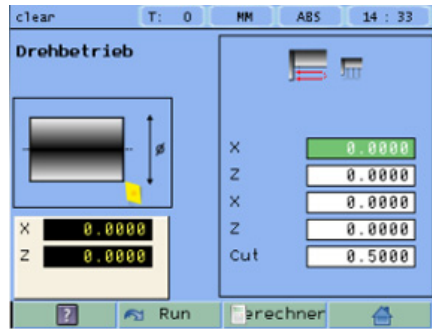 clear T: 0 MM ABS 14 : 33
Drehbetrieb
ø
X 0.0000
Z 0.0000
X 0.0000
Z 0.0000
X 0.0000
Z 0.0000
Cut 0.5000
? Run erechner